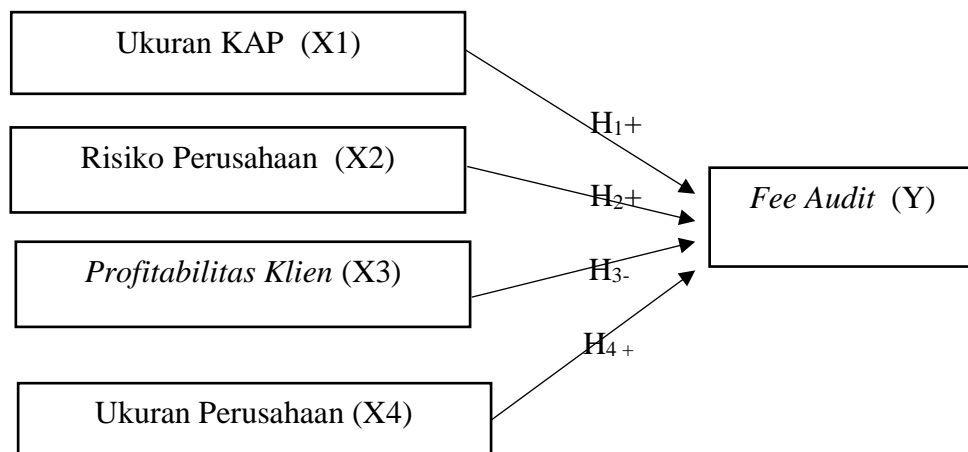 Ukuran KAP (X1)
H1+
Risiko Perusahaan (X2)
H2+
Fee Audit (Y)
Profitabilitas Klien (X3)
H3-
H4 +
Ukuran Perusahaan (X4)